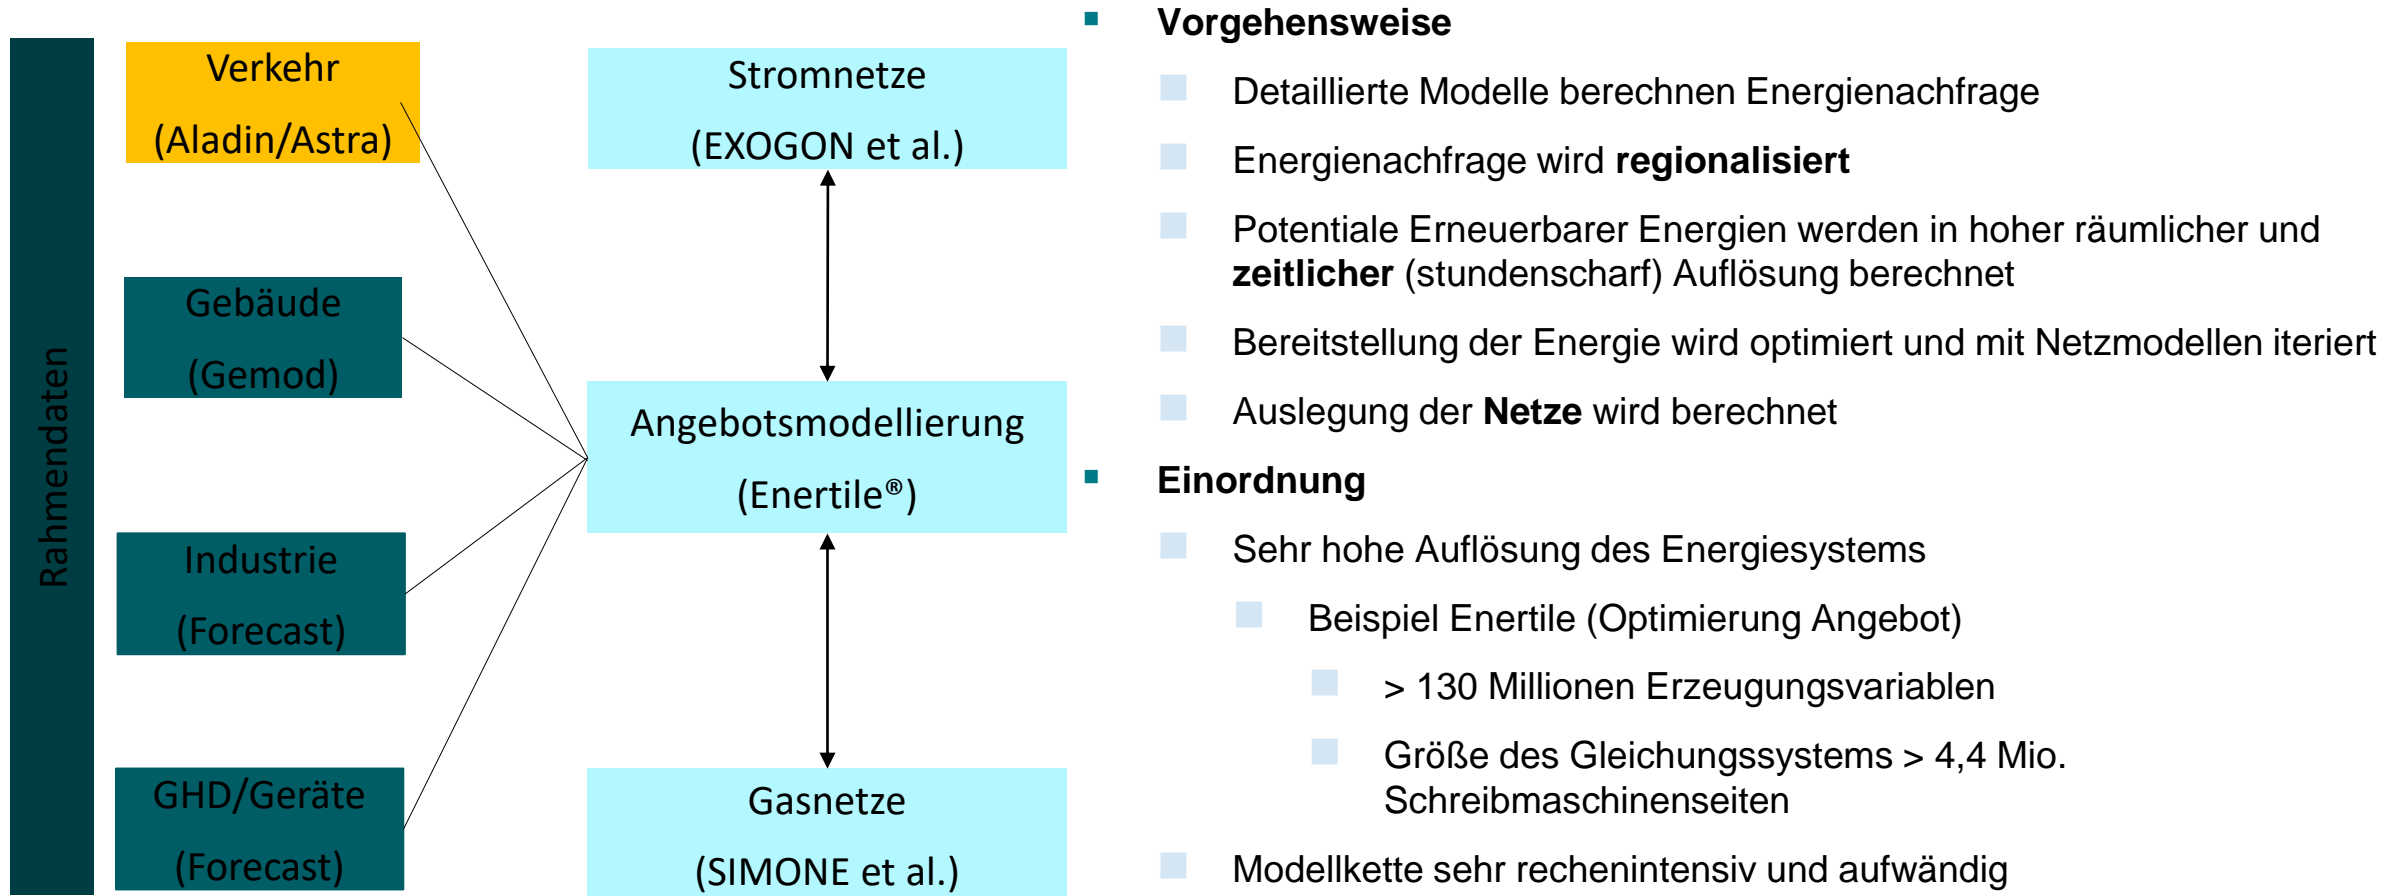 Rahmendaten
Verkehr
(Aladin/Astra)
Gebäude
(Gemod)
Industrie
(Forecast)
GHD/Geräte
(Forecast)
Stromnetze
(EXOGON et al.)
Angebotsmodellierung
(Enertile®)
Gasnetze
(SIMONE et al.)
Vorgehensweise
Detaillierte Modelle berechnen Energienachfrage
Energienachfrage wird regionalisiert
Potentiale Erneuerbarer Energien werden in hoher räumlicher und
zeitlicher (stundenscharf) Auflösung berechnet
Bereitstellung der Energie wird optimiert und mit Netzmodellen iteriert
Auslegung der Netze wird berechnet
Einordnung
Sehr hohe Auflösung des Energiesystems
Beispiel Enertile (Optimierung Angebot)
> 130 Millionen Erzeugungsvariablen
Größe des Gleichungssystems > 4,4 Mio.
Schreibmaschinenseiten
Modellkette sehr rechenintensiv und aufwändig